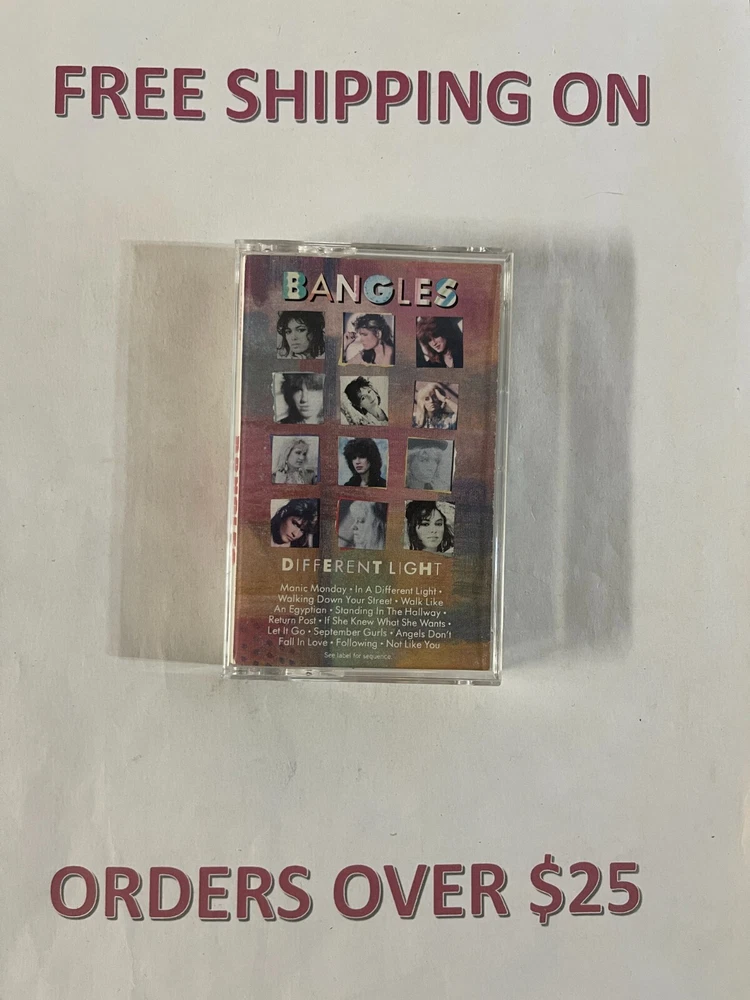 FREE SHIPPING ON
BANGLES
DIFFERENT LIGHT
Manic Monday • In A Different Light •
Walking Down Your Street • Walk Like
An Egyptian • Standing In The Hallway •
Return Post • If She Knew What She Wants •
Let It Go • September Gurls • Angels Don't
Fall In Love • Following • Not Like You
See label for sequence.
ORDERS OVER $25